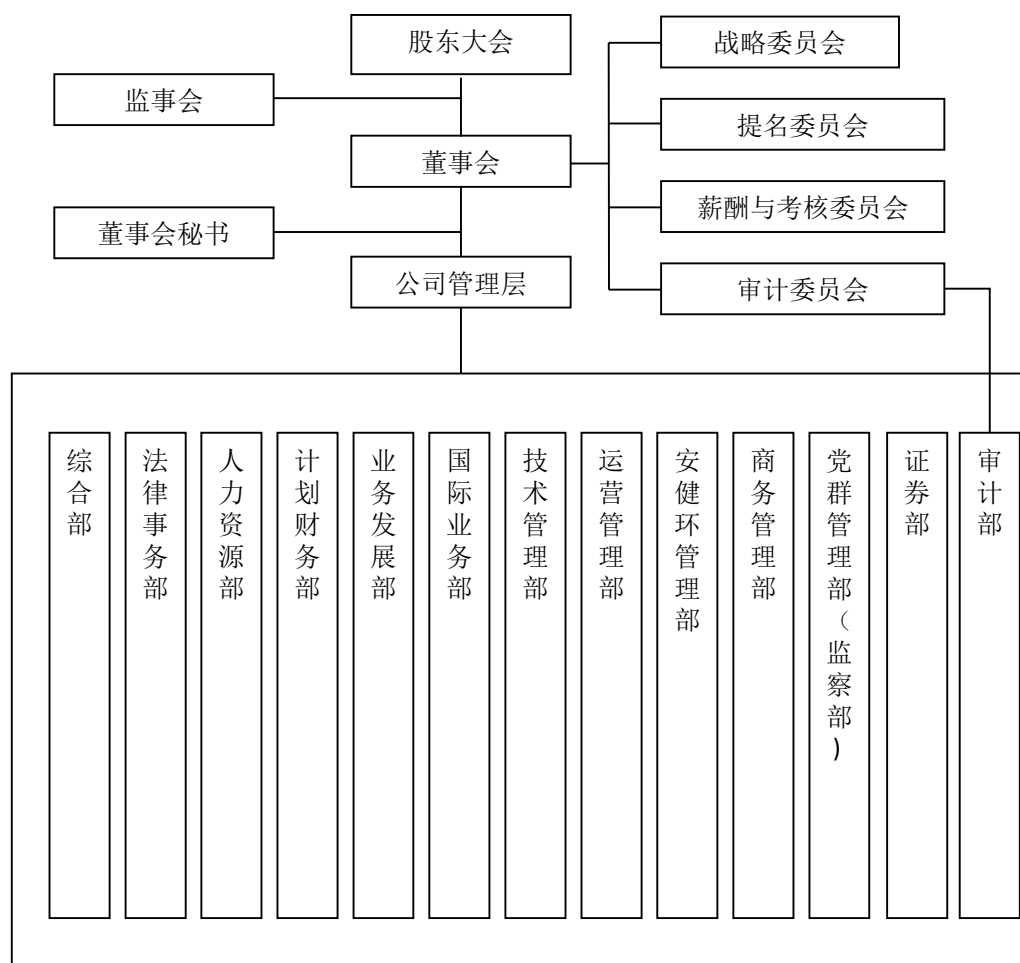 股东大会
战略委员会
监事会
提名委员会
董事会
薪酬与考核委员会
董事会秘书
公司管理层
审计委员会
综合部
法律事务部
人力资源部
计划财务部
业务发展部
国际业务部
技术管理部
运营管理部
安健环管理部
商务管理部
党群管理部（监察部)
证券部
审计部